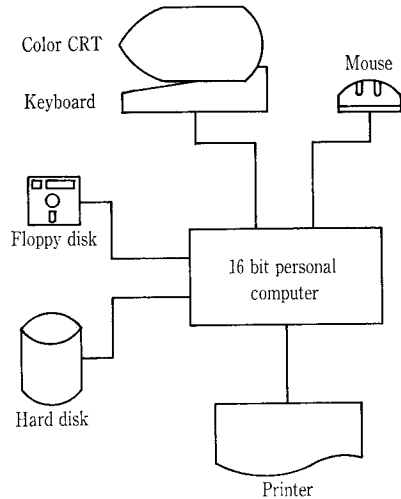 Color CRT
Mouse
Keyboard
Floppy disk
16 bit personal
computer
Hard disk
Printer